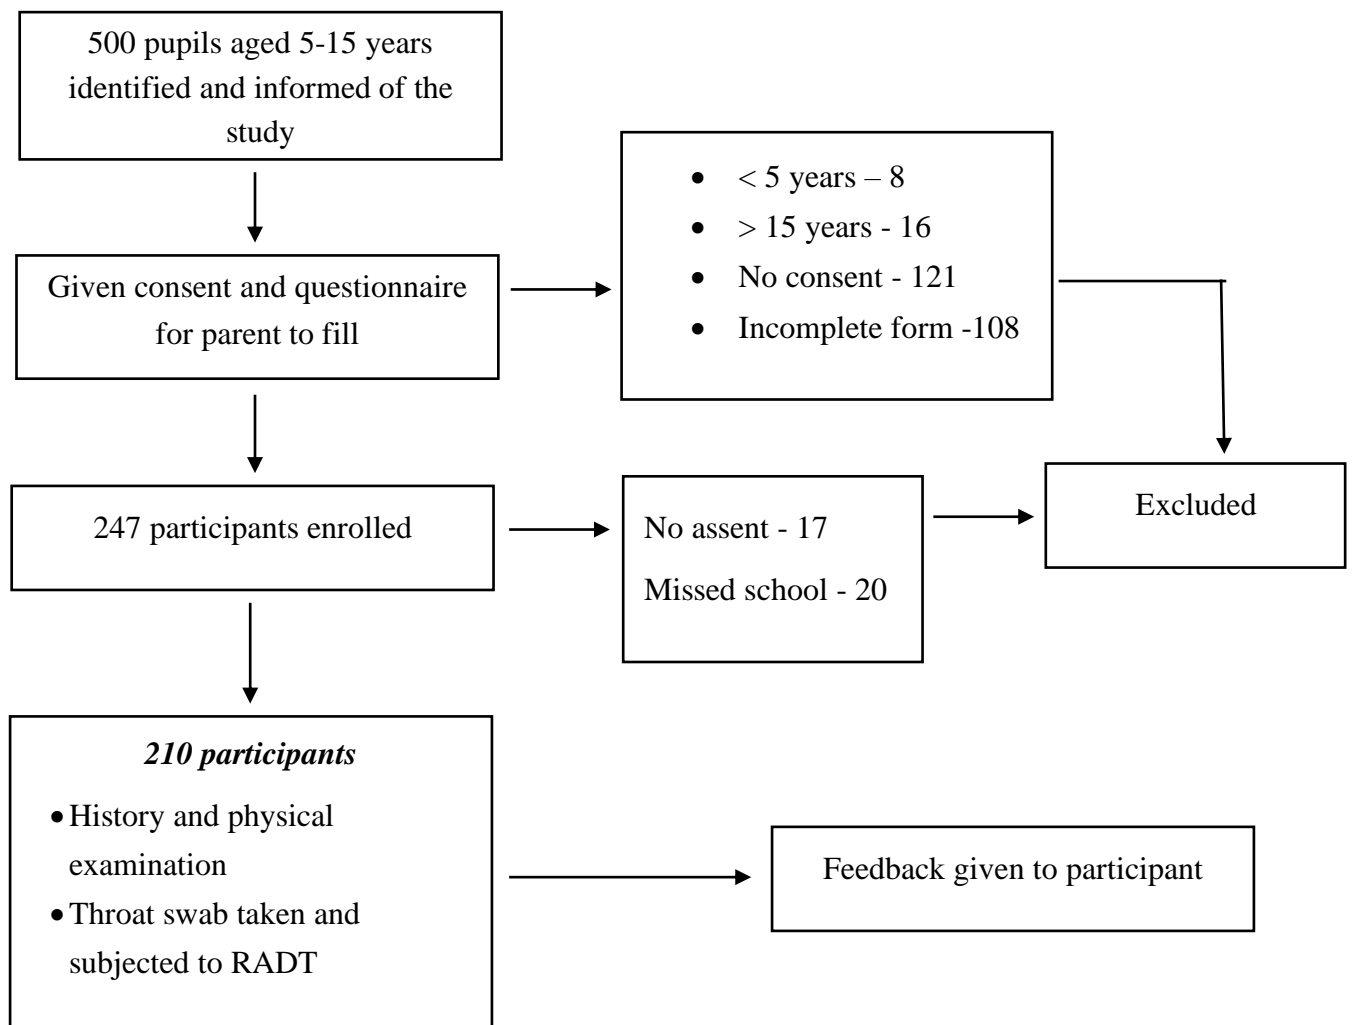 500 pupils aged 5-15 years
identified and informed of the
study
• < 5 years – 8
• > 15 years - 16
• No consent - 121
• Incomplete form -108
Given consent and questionnaire
for parent to fill
247 participants enrolled
No assent - 17
Missed school - 20
Excluded
210 participants
• History and physical
examination
• Throat swab taken and
subjected to RADT
Feedback given to participant